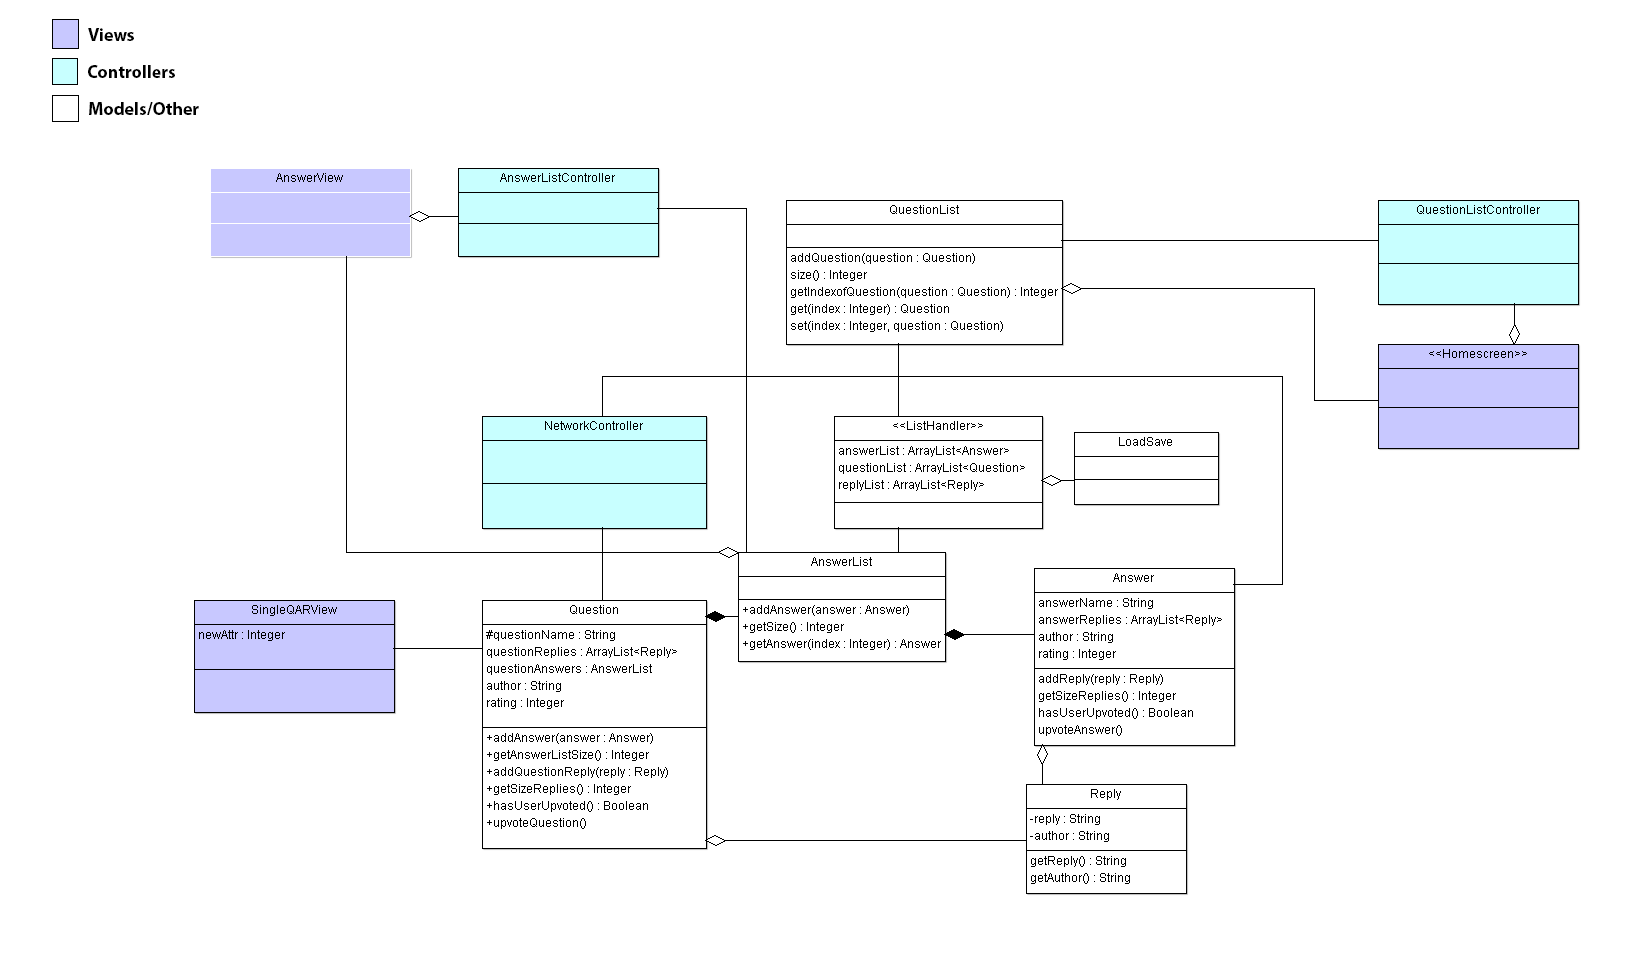 Views
Controllers
Models/Other
AnswerView
AnswerListController
QuestionList
addQuestion(question : Question)
size() : Integer
getIndexofQuestion(question : Question) : Integer
get(index : Integer) : Question
set(index : Integer, question : Question)
QuestionListController
<<Homescreen>>
NetworkController
<<ListHandler>>
answerList : ArrayList<Answer>
questionList : ArrayList<Question>
replyList : ArrayList<Reply>
LoadSave
AnswerList
+addAnswer(answer : Answer)
+getSize() : Integer
+getAnswer(index : Integer) : Answer
Answer
answerName : String
answerReplies : ArrayList<Reply>
author : String
rating : Integer
addReply(reply : Reply)
getSizeReplies() : Integer
hasUserUpvoted() : Boolean
upvoteAnswer()
SingleQARView
newAttr : Integer
Question
#questionName : String
questionReplies : ArrayList<Reply>
questionAnswers : AnswerList
author : String
rating : Integer
+addAnswer(answer : Answer)
+getAnswerListSize() : Integer
+addQuestionReply(reply : Reply)
+getSizeReplies() : Integer
+hasUserUpvoted() : Boolean
+upvoteQuestion()
Reply
-reply : String
-author : String
getReply() : String
getAuthor() : String